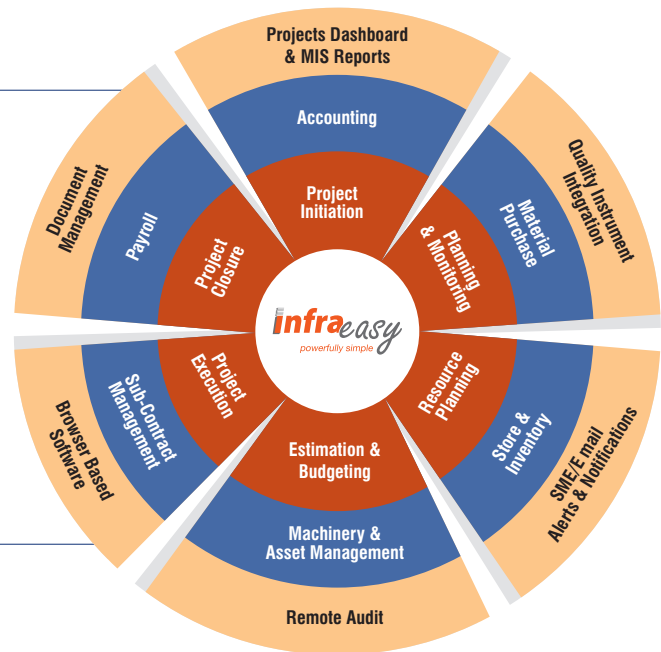 Projects Dashboard
& MIS Reports
Accounting
Project
Initiation
Quality Instrument
Integration
Material
Purchase
Planning
& Monitoring
SME/E mail
Alerts & Notifications
Store &
Inventory
Resource
Planning
Estimation &
Budgeting
Machinery &
Asset Management
Remote Audit
Browser Based
Software
Sub-Contract
Management
Project
Execution
Document
Management
Payroll
Project
Closure
infraeasy
powerfully simple